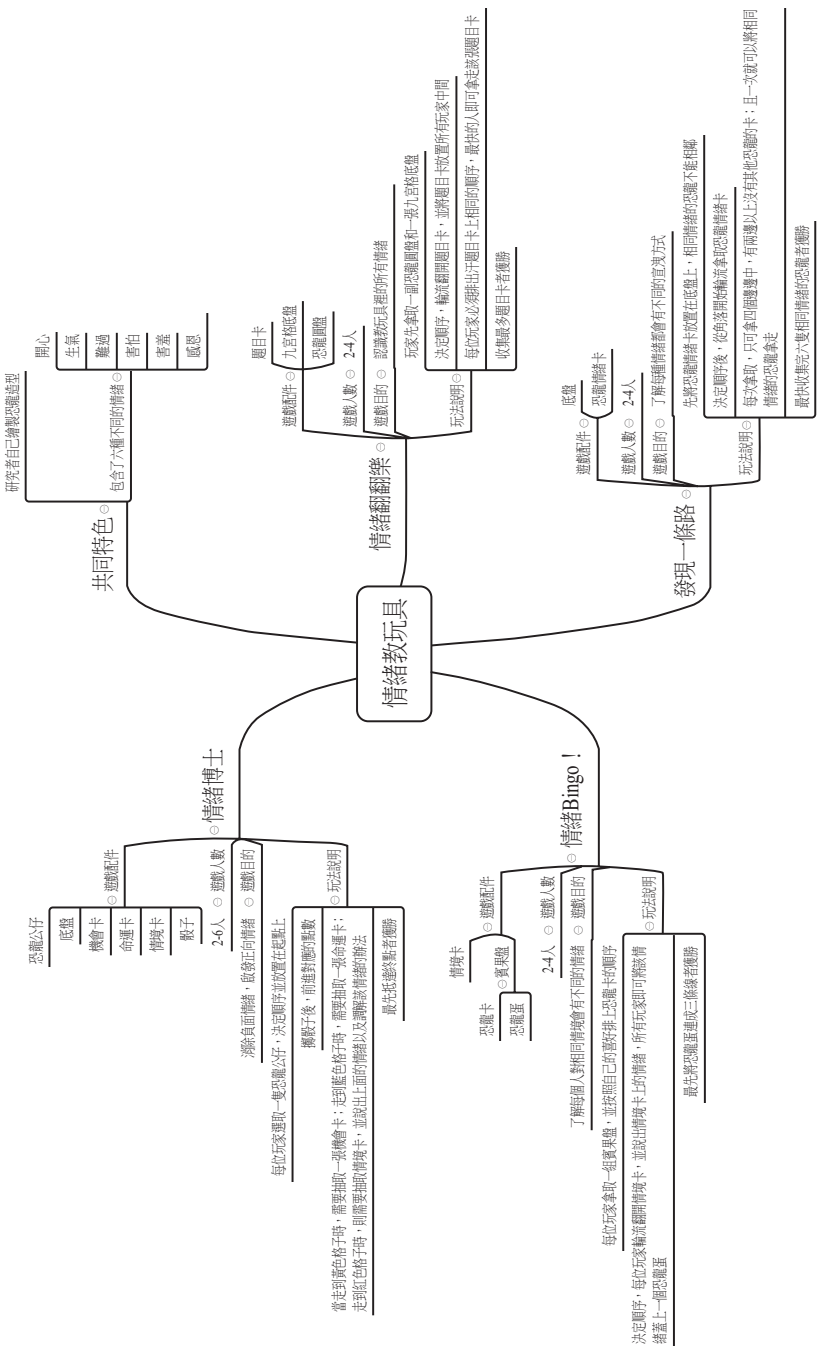 情緒教玩具
共同特色
研究者自己繪製恐龍造型
包含了六種不同的情緒
開心
生氣
難過
害怕
害羞
感恩
情緒翻翻樂
遊戲配件
題目卡
九宮格底盤
恐龍圓盤
遊戲人數
2-4人
遊戲目的
認識教玩具裡的所有情緒
玩法說明
玩家先拿取一副恐龍圓盤和一張九宮格底盤
決定順序，輪流翻開題目卡，並將題目卡放置所有玩家中間
每位玩家必須排出汗題目卡上相同的順序，最快的人即可拿走該張題目卡
收集最多題目卡者獲勝
發現一條路
遊戲配件
底盤
恐龍情緒卡
遊戲人數
2-4人
遊戲目的
了解每種情緒都會有不同的宣洩方式
玩法說明
先將恐龍情緒卡放置在底盤上，相同情緒的恐龍不能相鄰
決定順序後，從角落開始輪流拿取恐龍情緒卡
每次拿取，只可拿四個邊邊中，有兩邊以上沒有其他恐龍的卡；且一次就可以將相同
情緒的恐龍拿走
最快收集完六隻相同情緒的恐龍者獲勝
情緒博士
遊戲配件
恐龍公仔
底盤
機會卡
命運卡
情境卡
骰子
遊戲人數
2-6人
遊戲目的
消除負面情緒，啟發正向情緒
玩法說明
每位玩家選取一隻恐龍公仔，決定順序並放置在起點上
擲骰子後，前進對應的點數
當走到黃色格子時，需要抽取一張機會卡；走到藍色格子時，需要抽取一張命運卡；
走到紅色格子時，則需要抽取情境卡，並說出上面的情緒以及調解該情緒的辦法
最先抵達終點者獲勝
情緒Bingo！
遊戲配件
情境卡
賓果盤
恐龍卡
恐龍蛋
遊戲人數
2-4人
遊戲目的
了解每個人對相同情境會有不同的情緒
玩法說明
每位玩家拿取一組賓果盤，並按照自己的喜好排上恐龍卡的順序
決定順序，每位玩家輪流翻開情境卡，並說出情境卡上的情緒，所有玩家即可將該情
緒蓋上一個恐龍蛋
最先將恐龍蛋連成三條線者獲勝